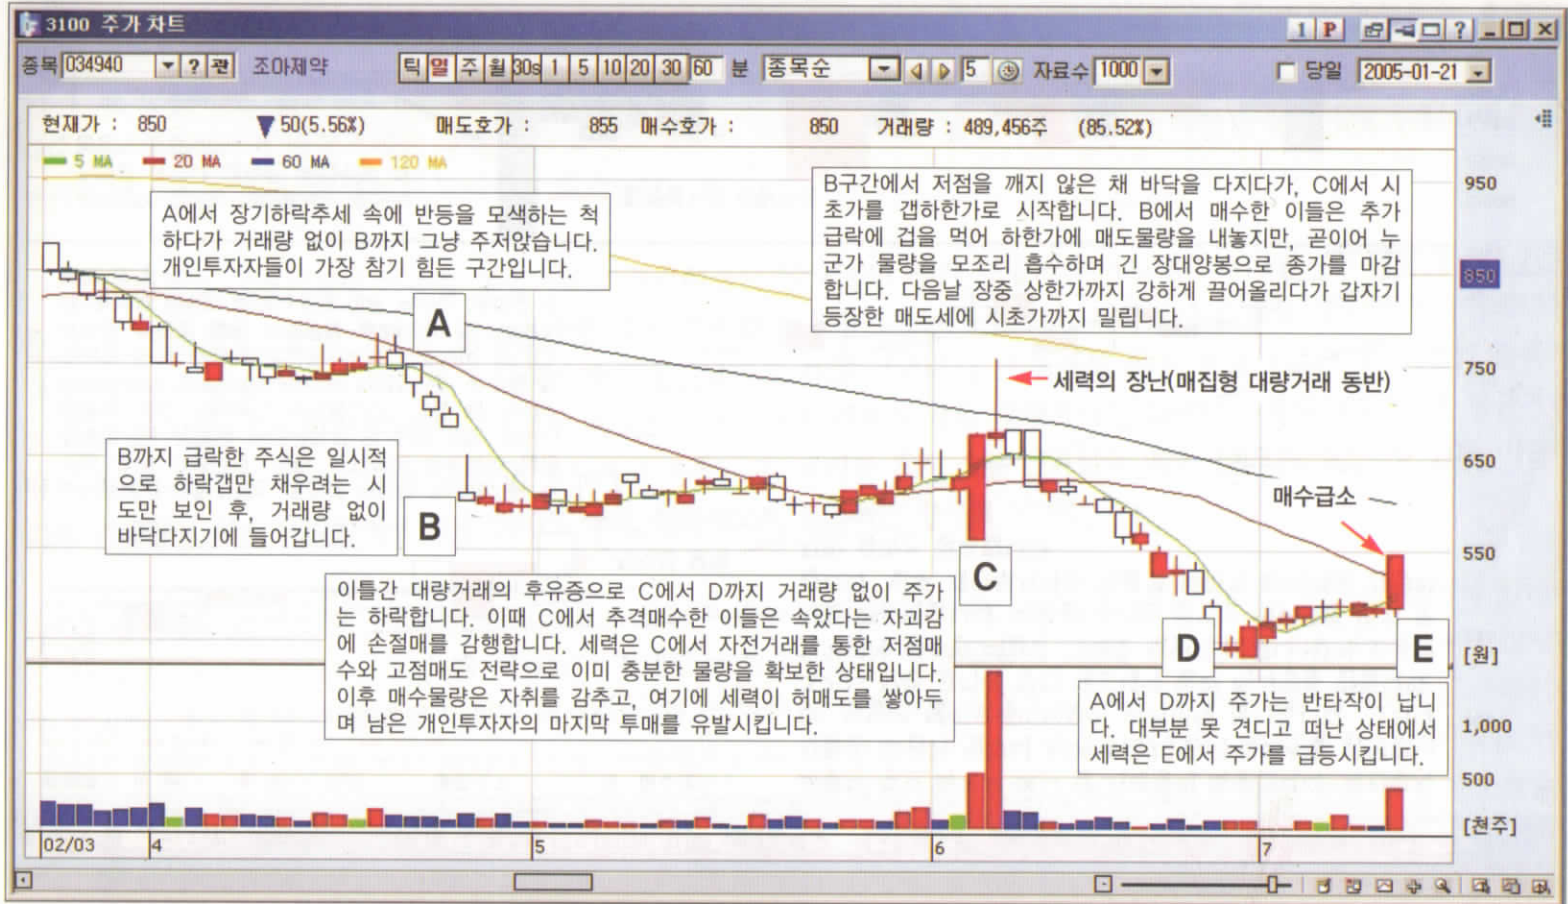 3100 주가차트
1 P ?
종목 034940 ? 관 조아제약 틱 일 주 월 30s 1 5 10 20 30 60 분 종목순 5 자료수 1000 당일 2005-01-21
현재가 : 850 ▼ 50(5.56%) 매도호가 : 855 매수호가 : 850 거래량 : 489,456주 (85.52%)
5 MA 20 MA 60 MA 120 MA
A에서 장기하락추세 속에 반등을 모색하는 척
하다가 거래량 없이 B까지 그냥 주저앉습니다.
개인투자자들이 가장 참기 힘든 구간입니다.
B구간에서 저점을 깨지 않은 채 바닥을 다지다가, C에서 시
초가를 갭하한가로 시작합니다. B에서 매수한 이들은 추가
급락에 겁을 먹어 하한가에 매도물량을 내놓지만, 곧이어 누
군가 물량을 모조리 흡수하며 긴 장대양봉으로 종가를 마감
합니다. 다음날 장중 상한가까지 강하게 끌어올리다가 갑자기
등장한 매도세에 시초가까지 밀립니다.
950
850
750
650
550
[원]
A
세력의 장난(매집형 대량거래 동반)
B까지 급락한 주식은 일시적
으로 하락갭만 채우려는 시
도만 보인 후, 거래량 없이
바닥다지기에 들어갑니다.
B
매수급소
C
이틀간 대량거래의 후유증으로 C에서 D까지 거래량 없이 주가
는 하락합니다. 이때 C에서 추격매수한 이들은 속았다는 자괴감
에 손절매를 감행합니다. 세력은 C에서 자전거래를 통한 저점매
수와 고점매도 전략으로 이미 충분한 물량을 확보한 상태입니다.
이후 매수물량은 자취를 감추고, 여기에 세력이 허매도를 쌓아두
며 남은 개인투자자의 마지막 투매를 유발시킵니다.
D
E
A에서 D까지 주가는 반타작이 납니
다. 대부분 못 견디고 떠난 상태에서
세력은 E에서 주가를 급등시킵니다.
1,000
500
[천주]
02/03 4 5 6 7